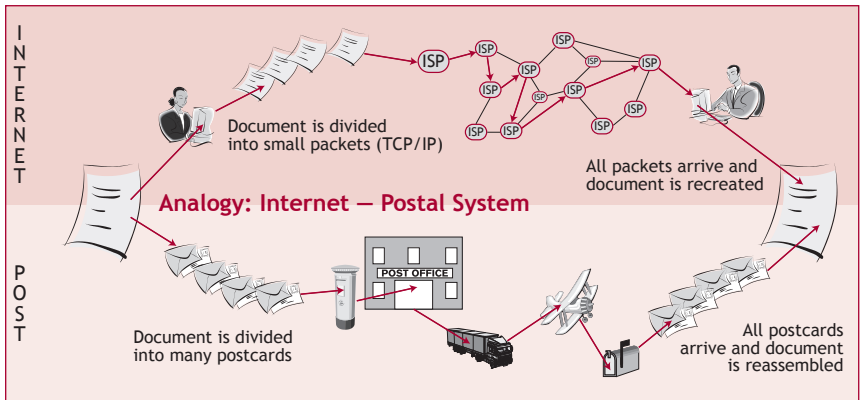 INTERNET
ISP
ISP
ISP
ISP
ISP
ISP
ISP
ISP
ISP
ISP
ISP
ISP
ISP
Document is divided
into small packets (TCP/IP)
All packets arrive and
document is recreated
Analogy: Internet — Postal System
POST
POST OFFICE
Document is divided
into many postcards
All postcards
arrive and document
is reassembled